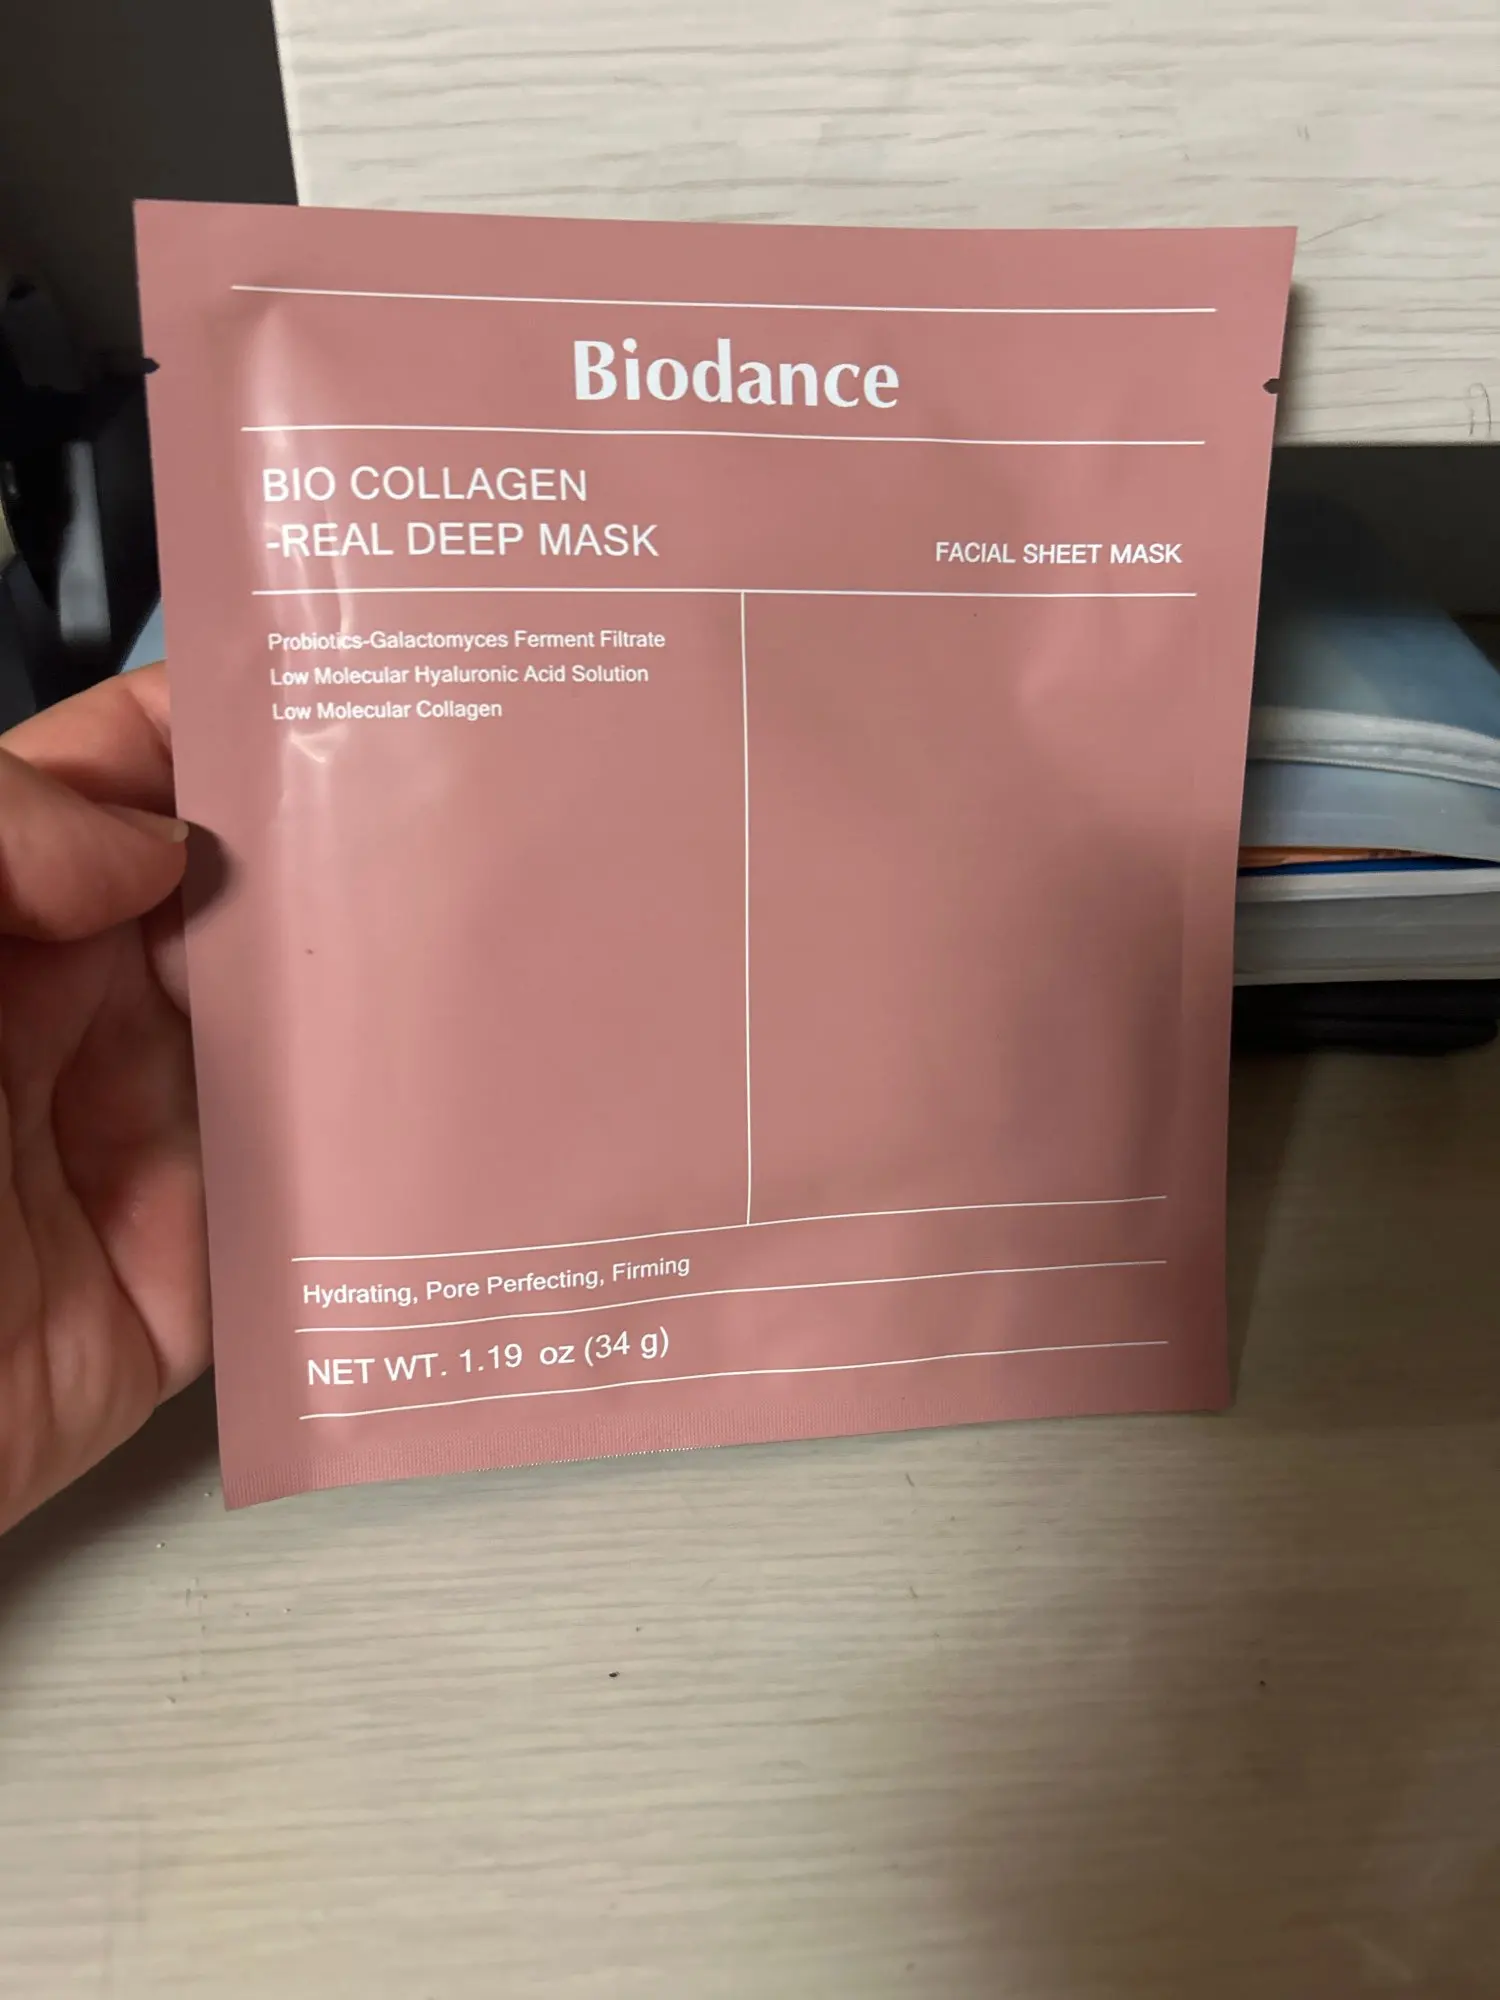 Biodance
BIO COLLAGEN
-REAL DEEP MASK
FACIAL SHEET MASK
Probiotics-Galactomyces Ferment Filtrate
Low Molecular Hyaluronic Acid Solution
Low Molecular Collagen
Hydrating, Pore Perfecting, Firming
NET WT. 1.19 oz (34 g)